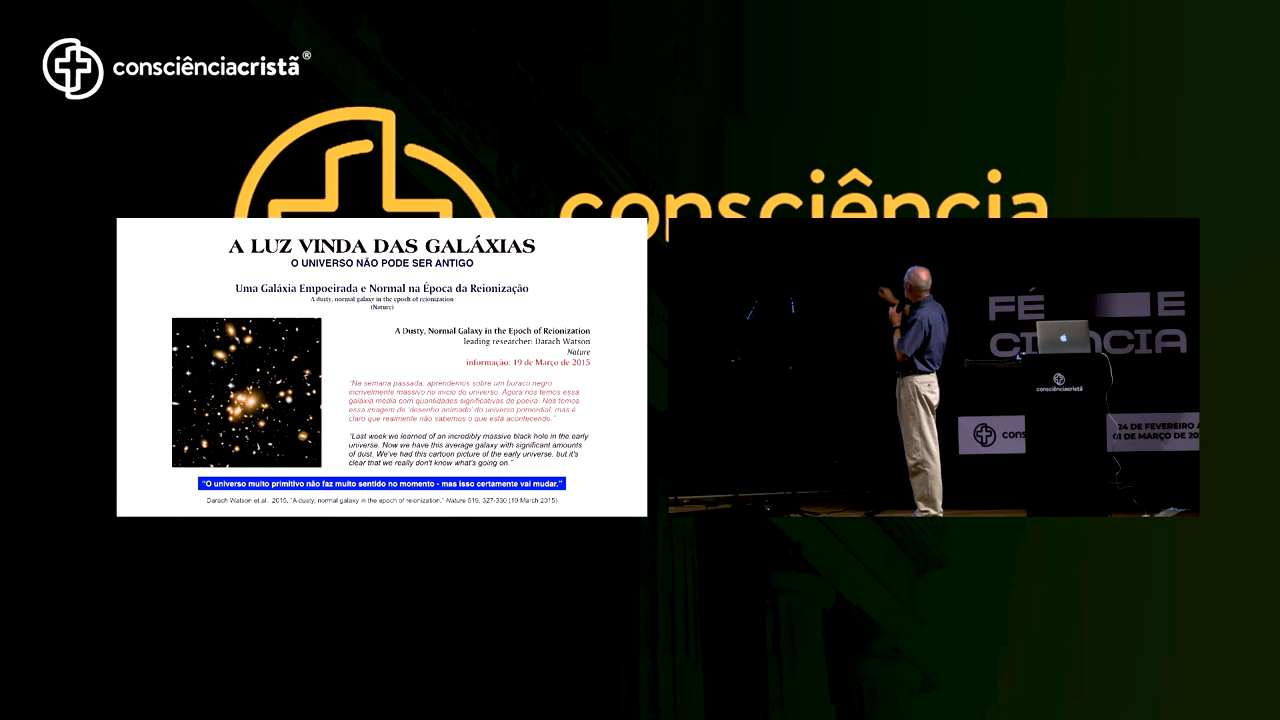 consciênciacristã®
consciência
A LUZ VINDA DAS GALÁXIAS
O UNIVERSO NÃO PODE SER ANTIGO
Uma Galáxia Empoeirada e Normal na Época da Reionização
A dusty, normal galaxy in the epoch of reionization
(Nature)
A Dusty, Normal Galaxy in the Epoch of Reionization
leading researcher: Darach Watson
Nature
informação: 19 de Março de 2015
"Na semana passada, aprendemos sobre um buraco negro
incrivelmente massivo no início do universo. Agora nós temos essa
galáxia média com quantidades significativas de poeira. Nós temos
essa imagem de 'desenho animado' do universo primordial, mas é
claro que realmente não sabemos o que está acontecendo."
"Last week we learned of an incredibly massive black hole in the early
universe. Now we have this average galaxy with significant amounts
of dust. We've had this cartoon picture of the early universe, but it's
clear that we really don't know what's going on."
"O universo muito primitivo não faz muito sentido no momento - mas isso certamente vai mudar."
Darach Watson et al., 2015, "A dusty, normal galaxy in the epoch of reionization," Nature 519, 327-330 (19 March 2015)
FÉ E
CIÊNCIA
consciênciacristã
cons
24 DE FEVEREIRO A
01 DE MARÇO DE 20